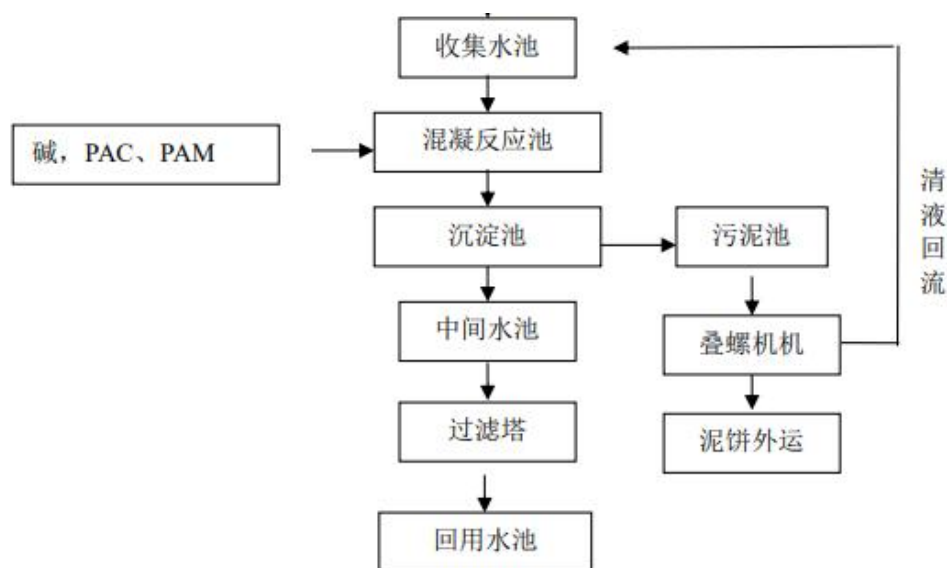 收集水池
混凝反应池
碱，PAC、PAM
沉淀池
污泥池
清液回流
中间水池
叠螺机机
过滤塔
泥饼外运
回用水池